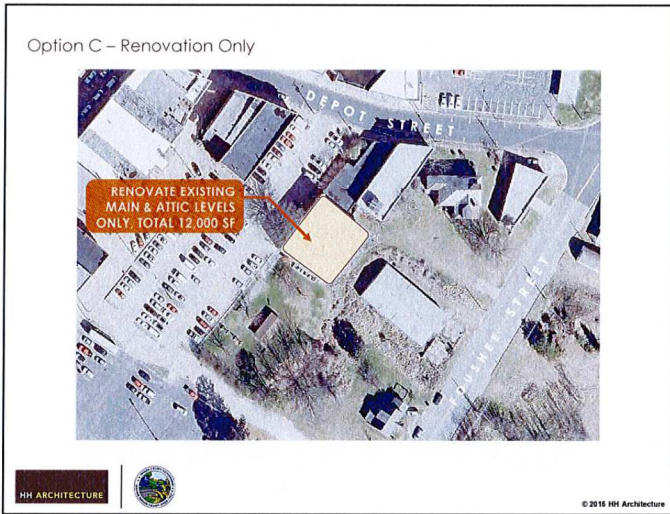 Option C – Renovation Only
DEPOT STREET
RENOVATE EXISTING
MAIN & ATTIC LEVELS
ONLY, TOTAL 12,000 SF
FOUSHEE STREET
HH ARCHITECTURE
© 2015 HH Architecture